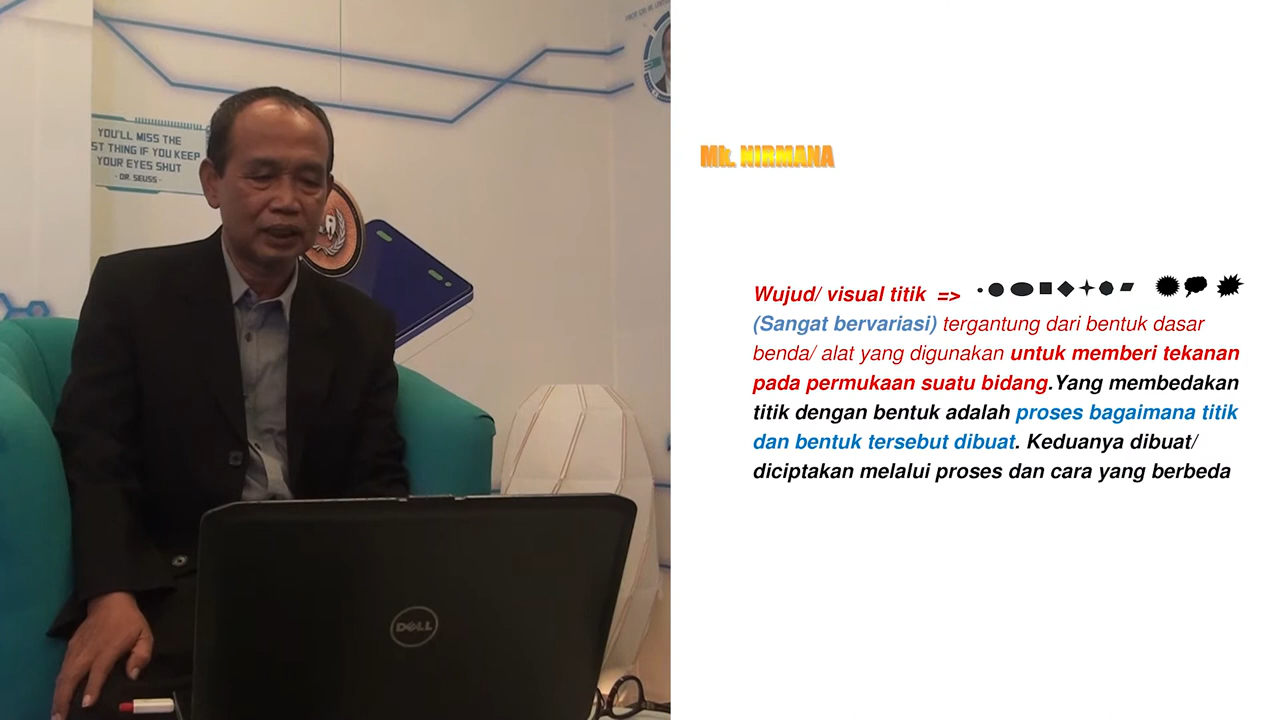 YOU'LL MISS THE
ST THING IF YOU KEEP
YOUR EYES SHUT
- DR. SEUSS -
DELL
Mk. NIRMANA
Wujud/ visual titik =>
(Sangat bervariasi) tergantung dari bentuk dasar
benda/ alat yang digunakan untuk memberi tekanan
pada permukaan suatu bidang.Yang membedakan
titik dengan bentuk adalah proses bagaimana titik
dan bentuk tersebut dibuat. Keduanya dibuat/
diciptakan melalui proses dan cara yang berbeda